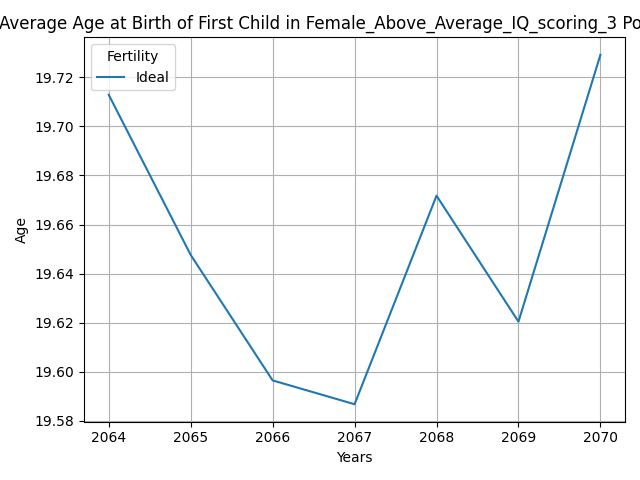 Average Age at Birth of First Child in Female_Above_Average_IQ_scoring_3 Po
Fertility
Ideal
19.72
19.70
19.68
19.66
19.64
19.62
19.60
19.58
Age
2064 2065 2066 2067 2068 2069 2070
Years